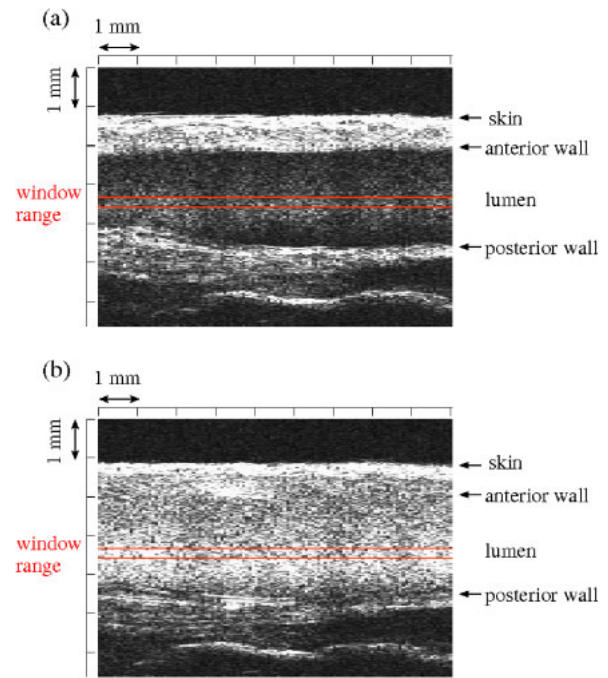 (a)
1 mm
1 mm
skin
anterior wall
window
range
lumen
posterior wall
(b)
1 mm
1 mm
skin
anterior wall
window
range
lumen
posterior wall